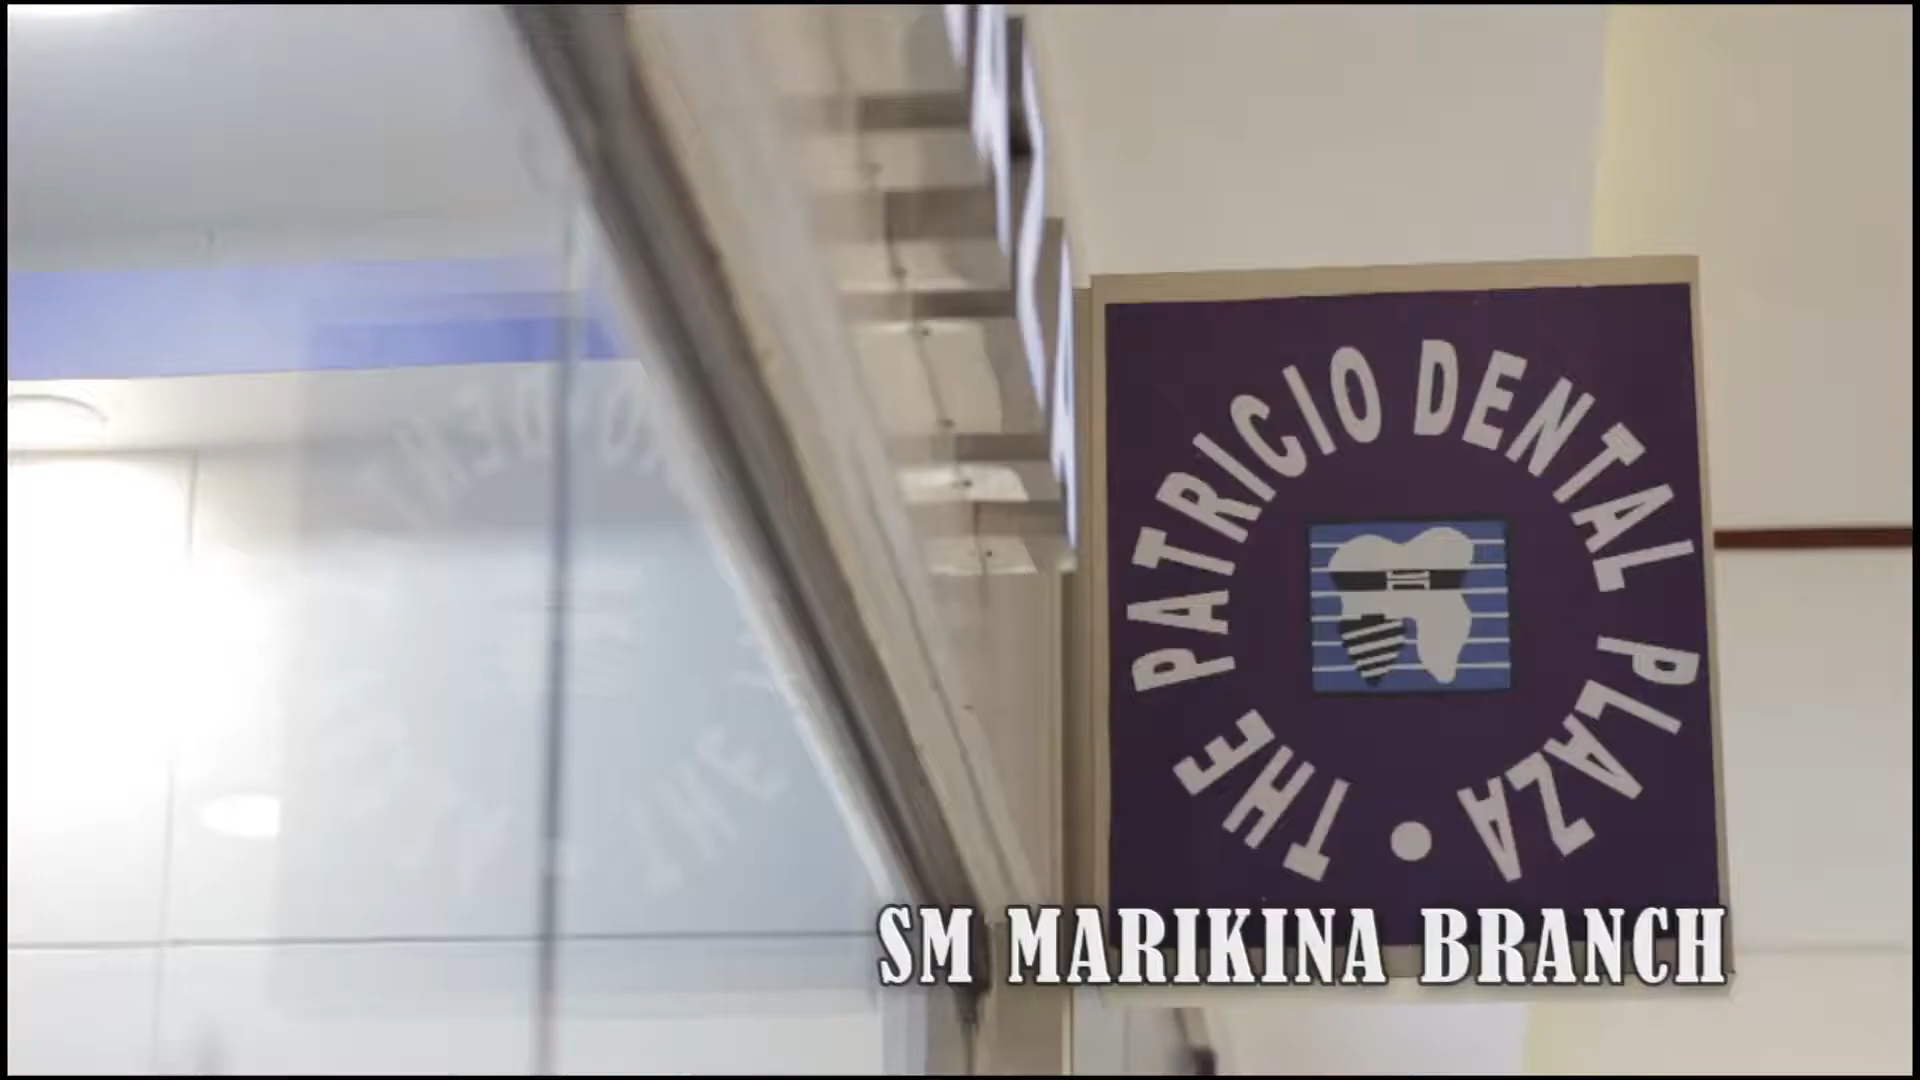 THE PATRICIO DENTAL PLAZA •
SM MARIKINA BRANCH